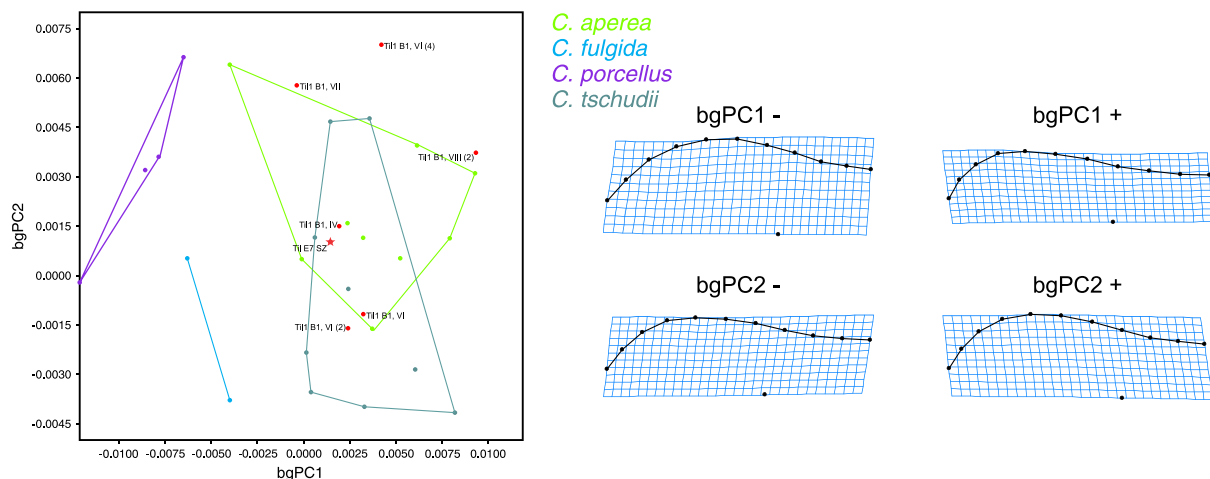 0.0075
0.0060
0.0045
0.0030
0.0015
0.0000
-0.0015
-0.0030
-0.0045
bgPC2
Til1 B1, VI (4)
Til1 B1, VII
Til1 B1, VIII (2)
Til1 B1, IV
Til E7 SZ
Til1 B1, VI
Til1 B1, VI (2)
-0.0100
-0.0075
-0.0050
-0.0025
0.0000
0.0025
0.0050
0.0075
0.0100
bgPC1
C. aperea
C. fulgida
C. porcellus
C. tschudii
bgPC1 -
bgPC1 +
bgPC2 -
bgPC2 +